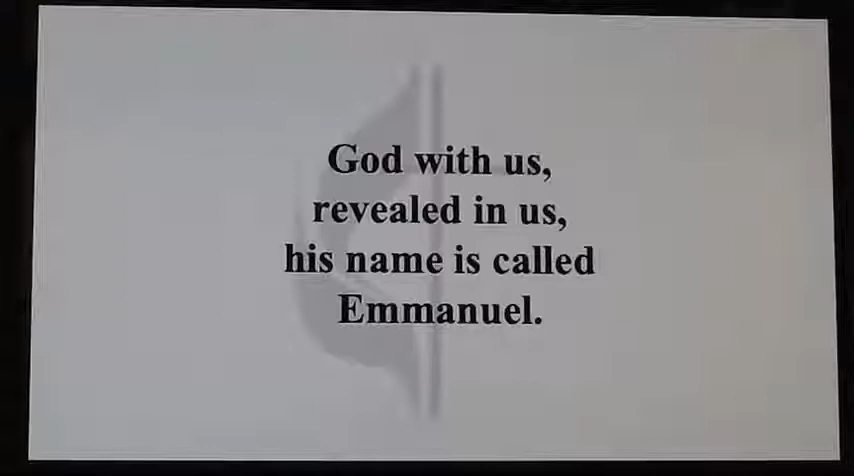 God with us,
revealed in us,
his name is called
Emmanuel.